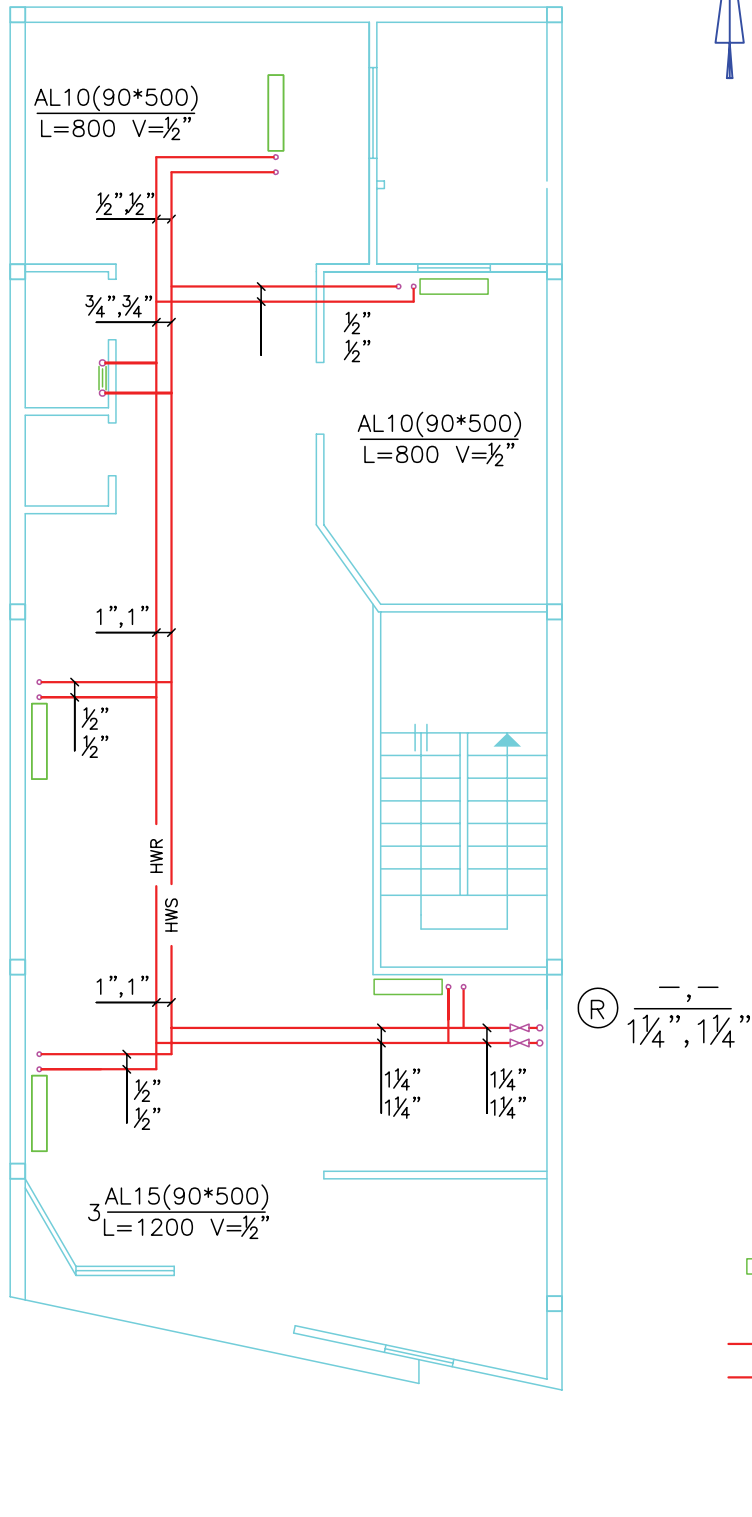 AL10(90*500)
L=800 V=½”
½”,½”
¾”,¾”
½”
½”
AL10(90*500)
L=800 V=½”
1”,1”
½”
½”
HWR
HWS
1”,1”
R
–,–
1¼”,1¼”
1¼”
1¼”
1¼”
1¼”
½”
½”
3 AL15(90*500)
L=1200 V=½”